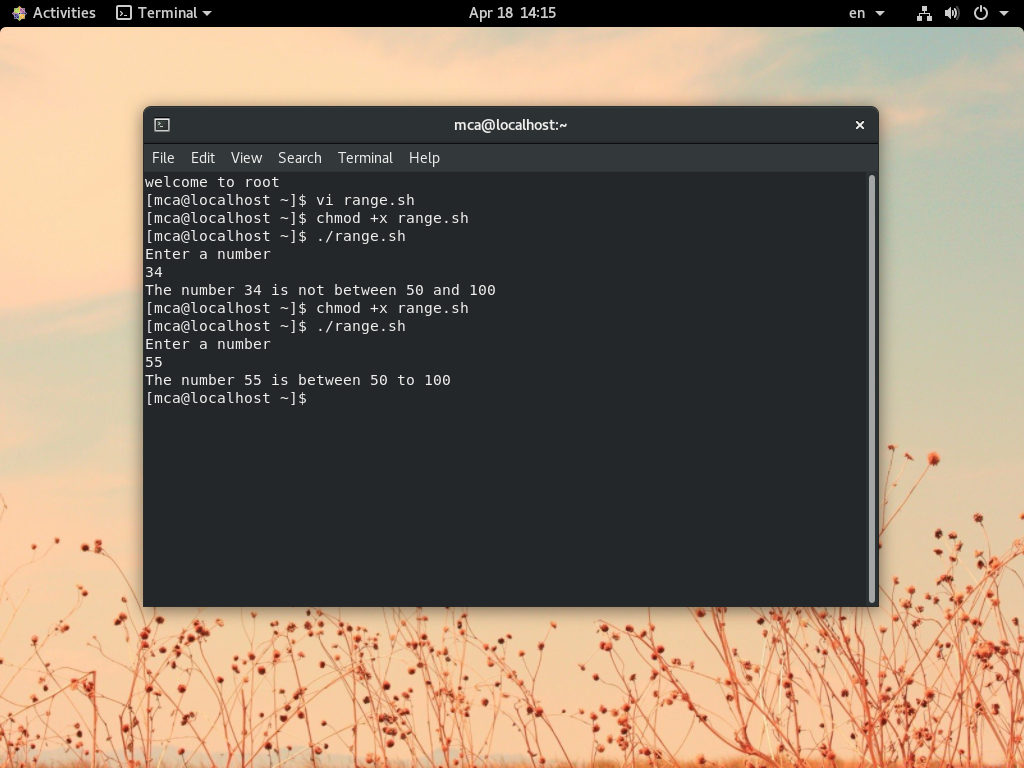 Activities Terminal Apr 18 14:15 en
mca@localhost:~
File Edit View Search Terminal Help
welcome to root
[mca@localhost ~]$ vi range.sh
[mca@localhost ~]$ chmod +x range.sh
[mca@localhost ~]$ ./range.sh
Enter a number
34
The number 34 is not between 50 and 100
[mca@localhost ~]$ chmod +x range.sh
[mca@localhost ~]$ ./range.sh
Enter a number
55
The number 55 is between 50 to 100
[mca@localhost ~]$